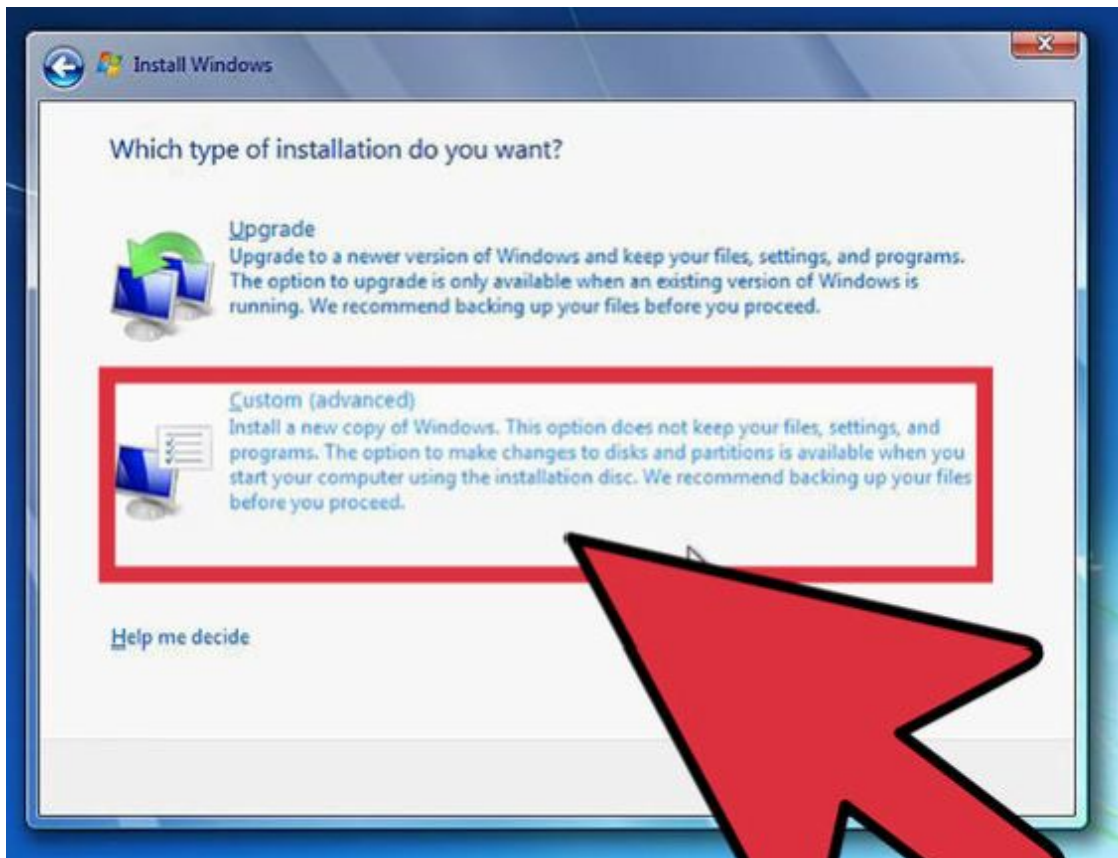 Install Windows
Which type of installation do you want?
Upgrade
Upgrade to a newer version of Windows and keep your files, settings, and programs.
The option to upgrade is only available when an existing version of Windows is
running. We recommend backing up your files before you proceed.
Custom (advanced)
Install a new copy of Windows. This option does not keep your files, settings, and
programs. The option to make changes to disks and partitions is available when you
start your computer using the installation disc. We recommend backing up your files
before you proceed.
Help me decide